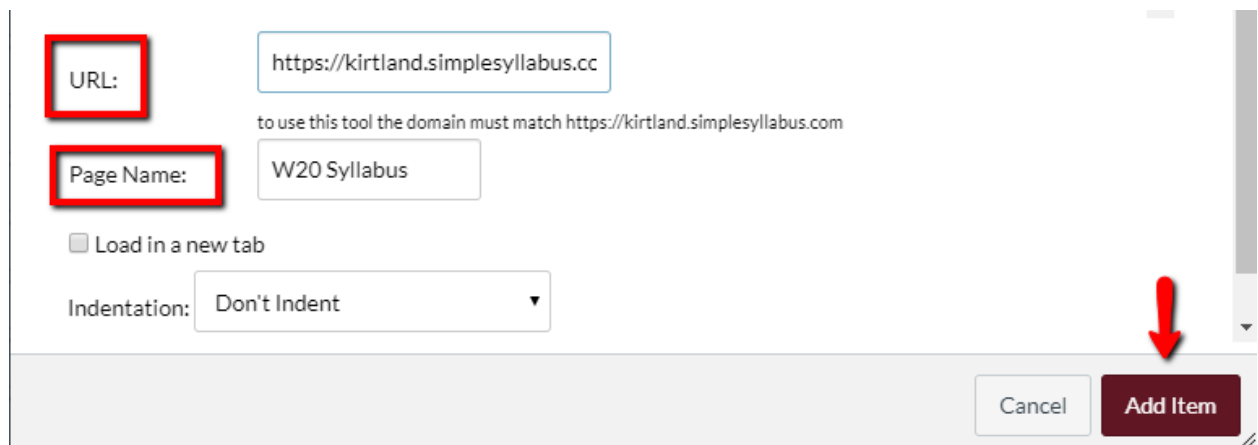 URL:
https://kirtland.simplesyllabus.cc
to use this tool the domain must match https://kirtland.simplesyllabus.com
Page Name:
W20 Syllabus
Load in a new tab
Indentation:
Don't Indent
Cancel
Add Item